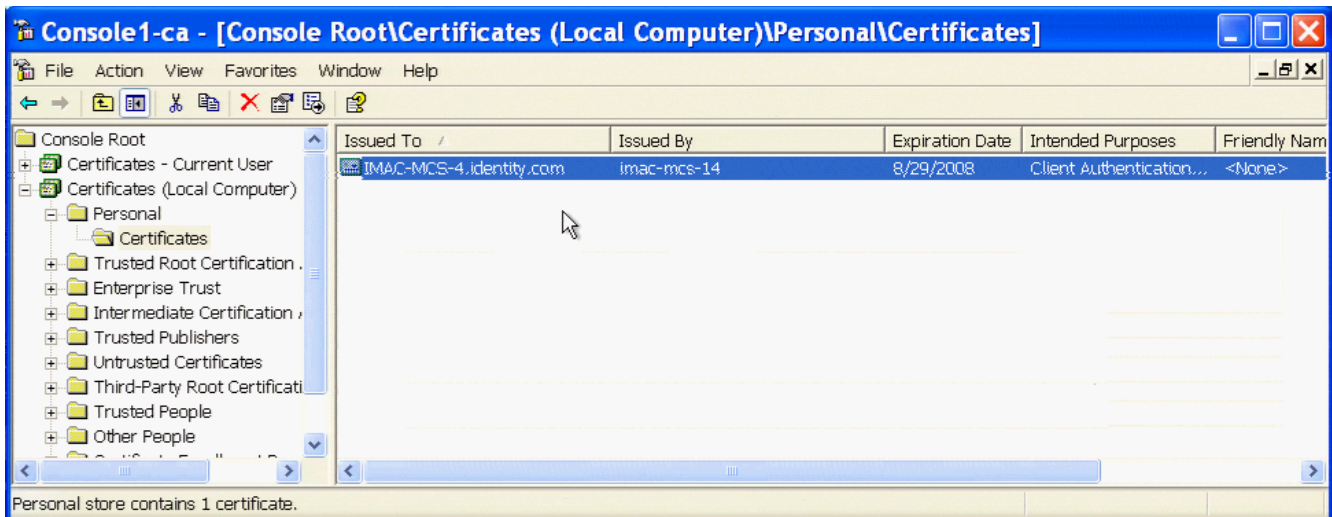 Console1-ca - [Console Root\Certificates (Local Computer)\Personal\Certificates]
File Action View Favorites Window Help
Console Root
Certificates - Current User
Certificates (Local Computer)
Personal
Certificates
Trusted Root Certification .
Enterprise Trust
Intermediate Certification
Trusted Publishers
Untrusted Certificates
Third-Party Root Certificati
Trusted People
Other People
Issued To Issued By Expiration Date Intended Purposes Friendly Nam
IMAC-MCS-4.identity.com imac-mcs-14 8/29/2008 Client Authentication... <None>
Personal store contains 1 certificate.